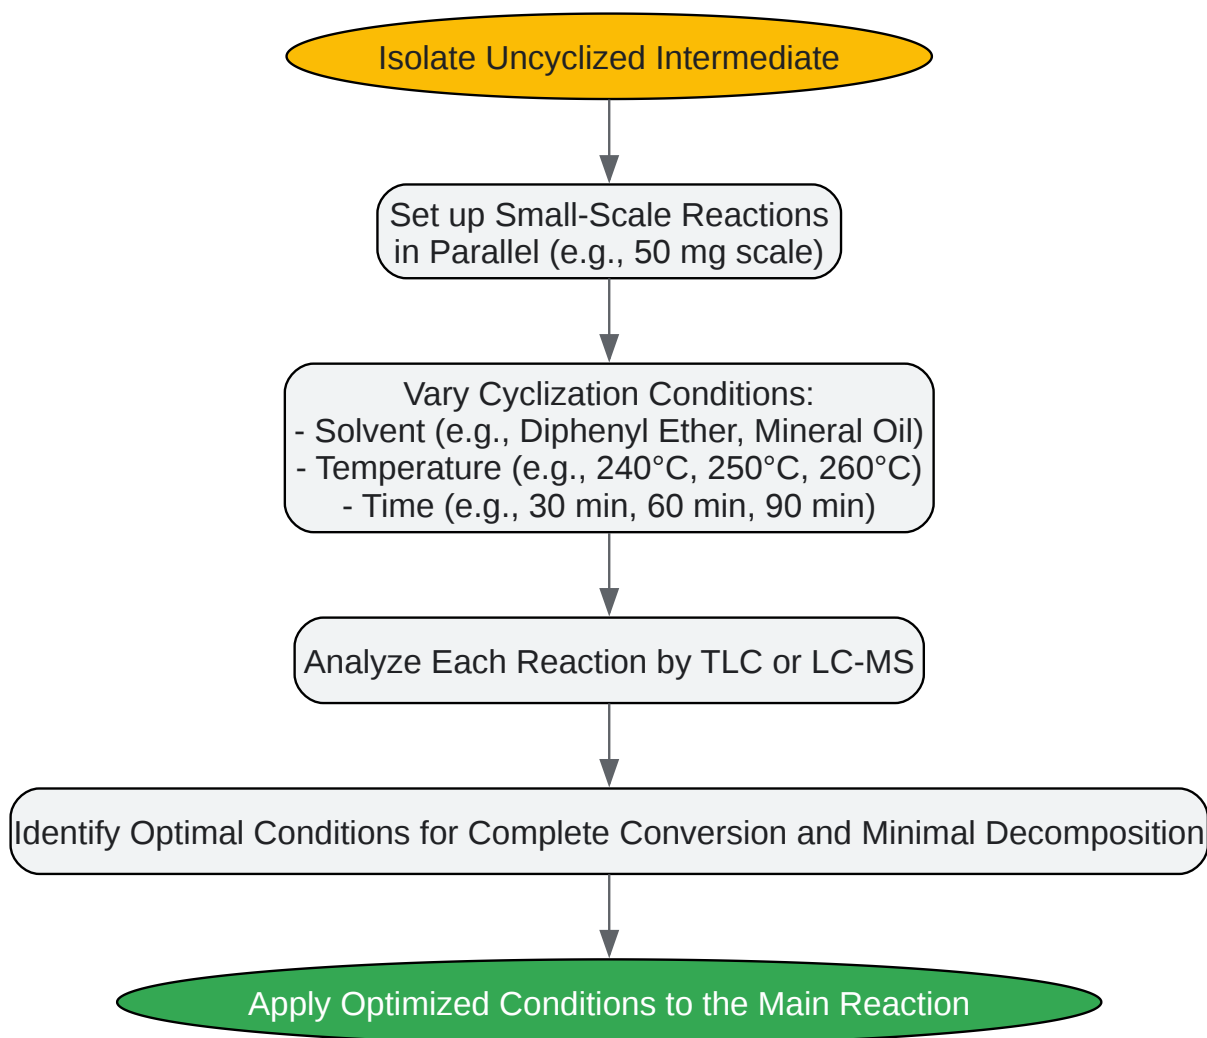 Isolate Uncyclized Intermediate
Set up Small-Scale Reactions
in Parallel (e.g., 50 mg scale)
Vary Cyclization Conditions:
- Solvent (e.g., Diphenyl Ether, Mineral Oil)
- Temperature (e.g., 240°C, 250°C, 260°C)
- Time (e.g., 30 min, 60 min, 90 min)
Analyze Each Reaction by TLC or LC-MS
Identify Optimal Conditions for Complete Conversion and Minimal Decomposition
Apply Optimized Conditions to the Main Reaction